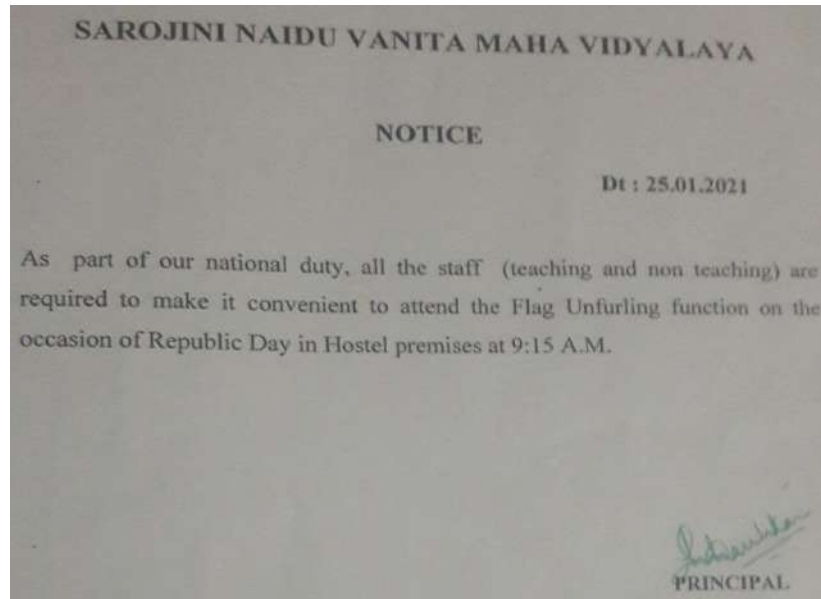 SAROJINI NAIDU VANITA MAHA VIDYALAYA
NOTICE
Dt : 25.01.2021
As part of our national duty, all the staff (teaching and non teaching) are
required to make it convenient to attend the Flag Unfurling function on the
occasion of Republic Day in Hostel premises at 9:15 A.M.
PRINCIPAL